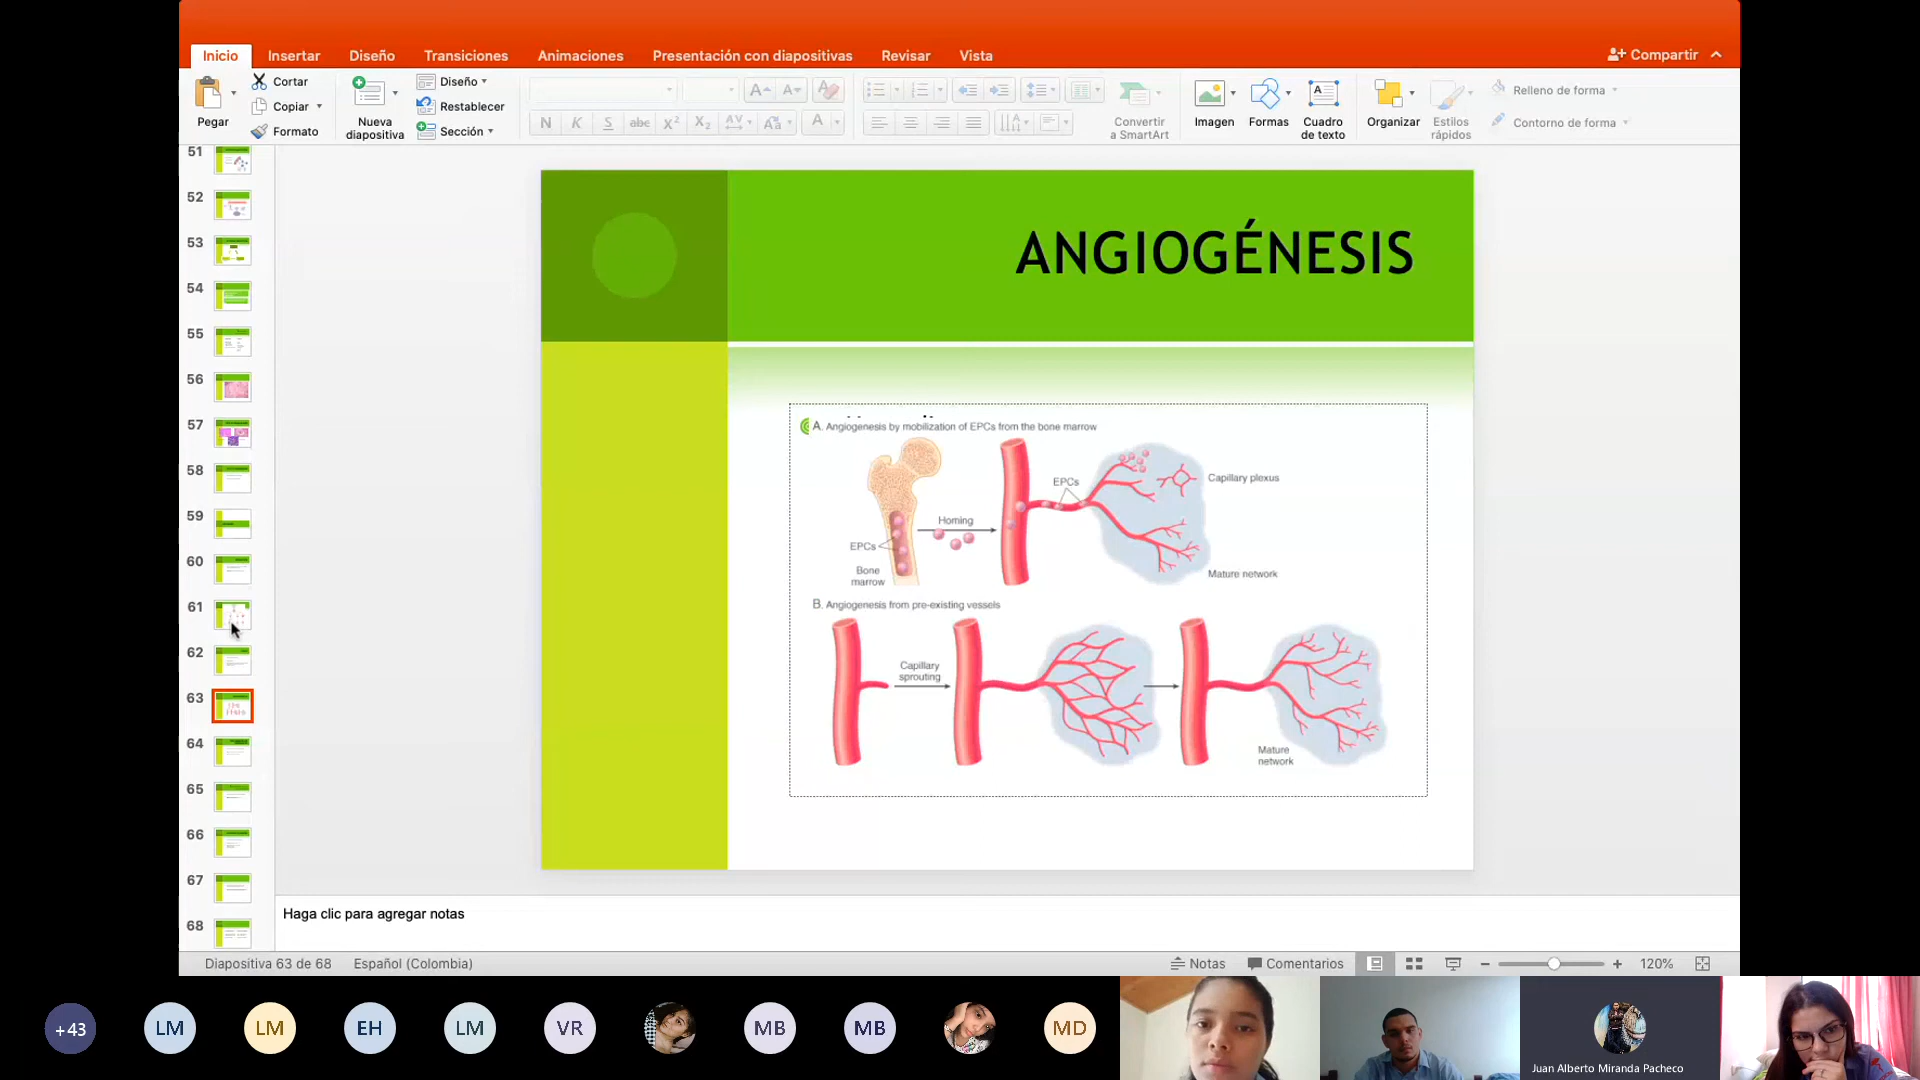 Inicio
Insertar
Diseño
Transiciones
Animaciones
Presentación con diapositivas
Revisar
Vista
Compartir
Pegar
Cortar
Copiar
Formato
Nueva
diapositiva
Diseño
Restablecer
Sección
N K S abc X² X₂ AV Aa A
Convertir
a SmartArt
Imagen
Formas
Cuadro
de texto
Organizar
Estilos
rápidos
Relleno de forma
Contorno de forma
51
52
53
54
55
56
57
58
59
60
61
62
63
64
65
66
67
68
ANGIOGÉNESIS
A. Angiogenesis by mobilization of EPCs from the bone marrow
EPCs
Bone
marrow
Homing
EPCs
Capillary plexus
Mature network
B. Angiogenesis from pre-existing vessels
Capillary
sprouting
Mature
network
Haga clic para agregar notas
Diapositiva 63 de 68
Español (Colombia)
Notas
Comentarios
120%
+43
LM
LM
EH
LM
VR
MB
MB
MD
Juan Alberto Miranda Pacheco